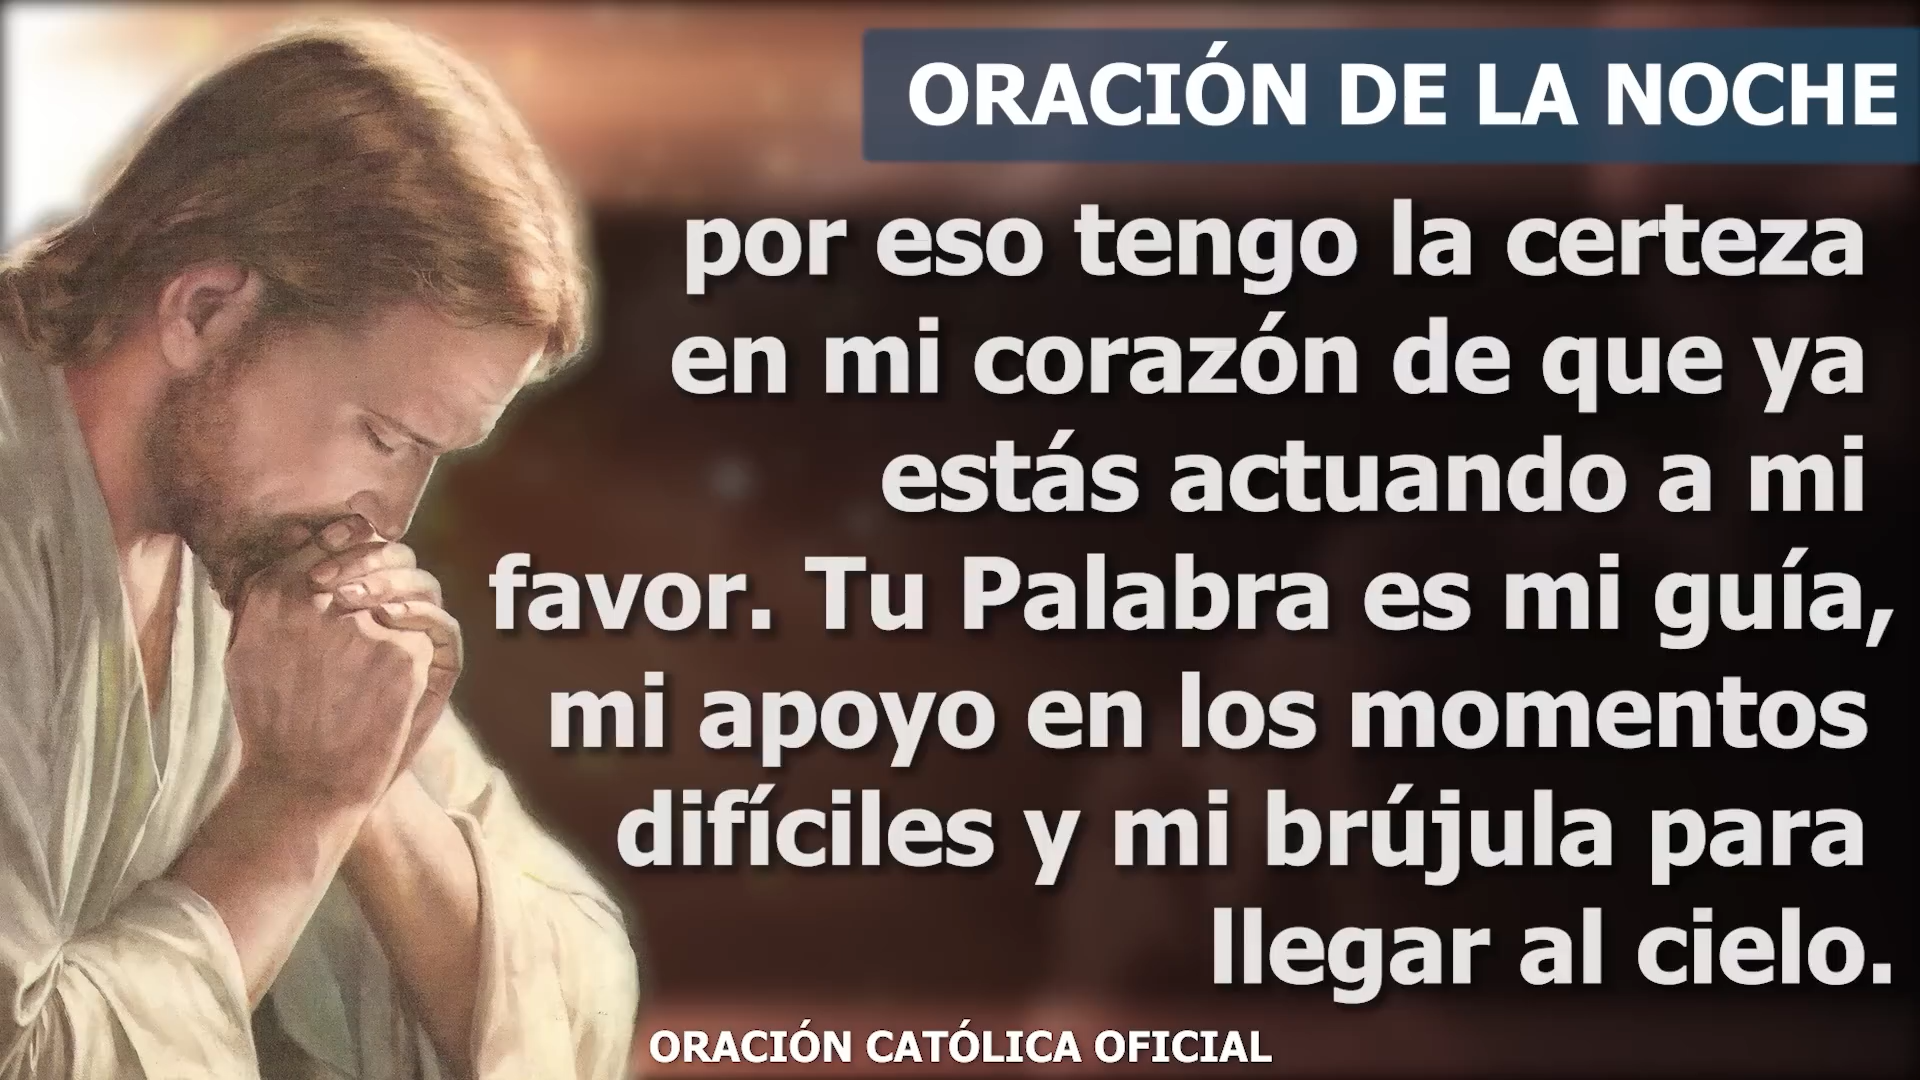 ORACIÓN DE LA NOCHE
por eso tengo la certeza
en mi corazón de que ya
estás actuando a mi
favor. Tu Palabra es mi guía,
mi apoyo en los momentos
difíciles y mi brújula para
llegar al cielo.
ORACIÓN CATÓLICA OFICIAL